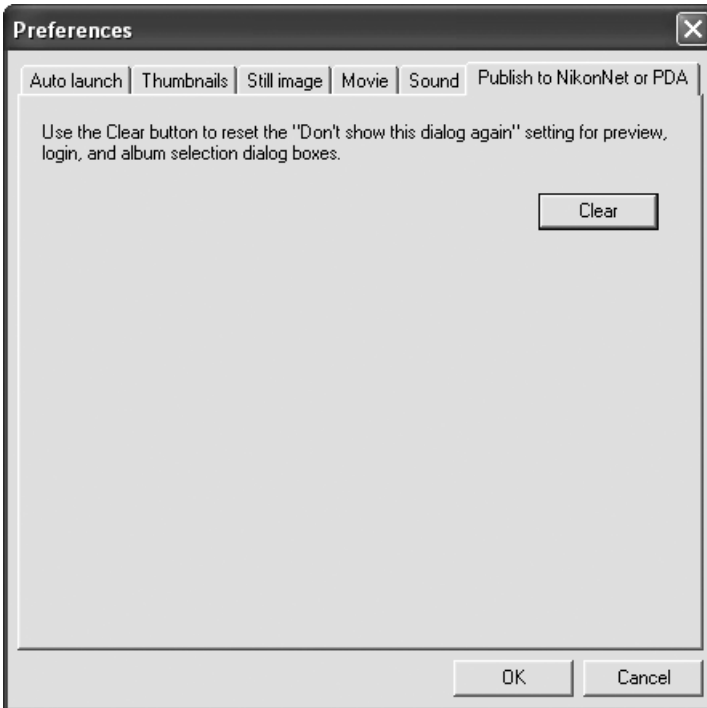 Preferences
Auto launch Thumbnails Still image Movie Sound Publish to NikonNet or PDA
Use the Clear button to reset the "Don't show this dialog again" setting for preview,
login, and album selection dialog boxes.
Clear
OK Cancel